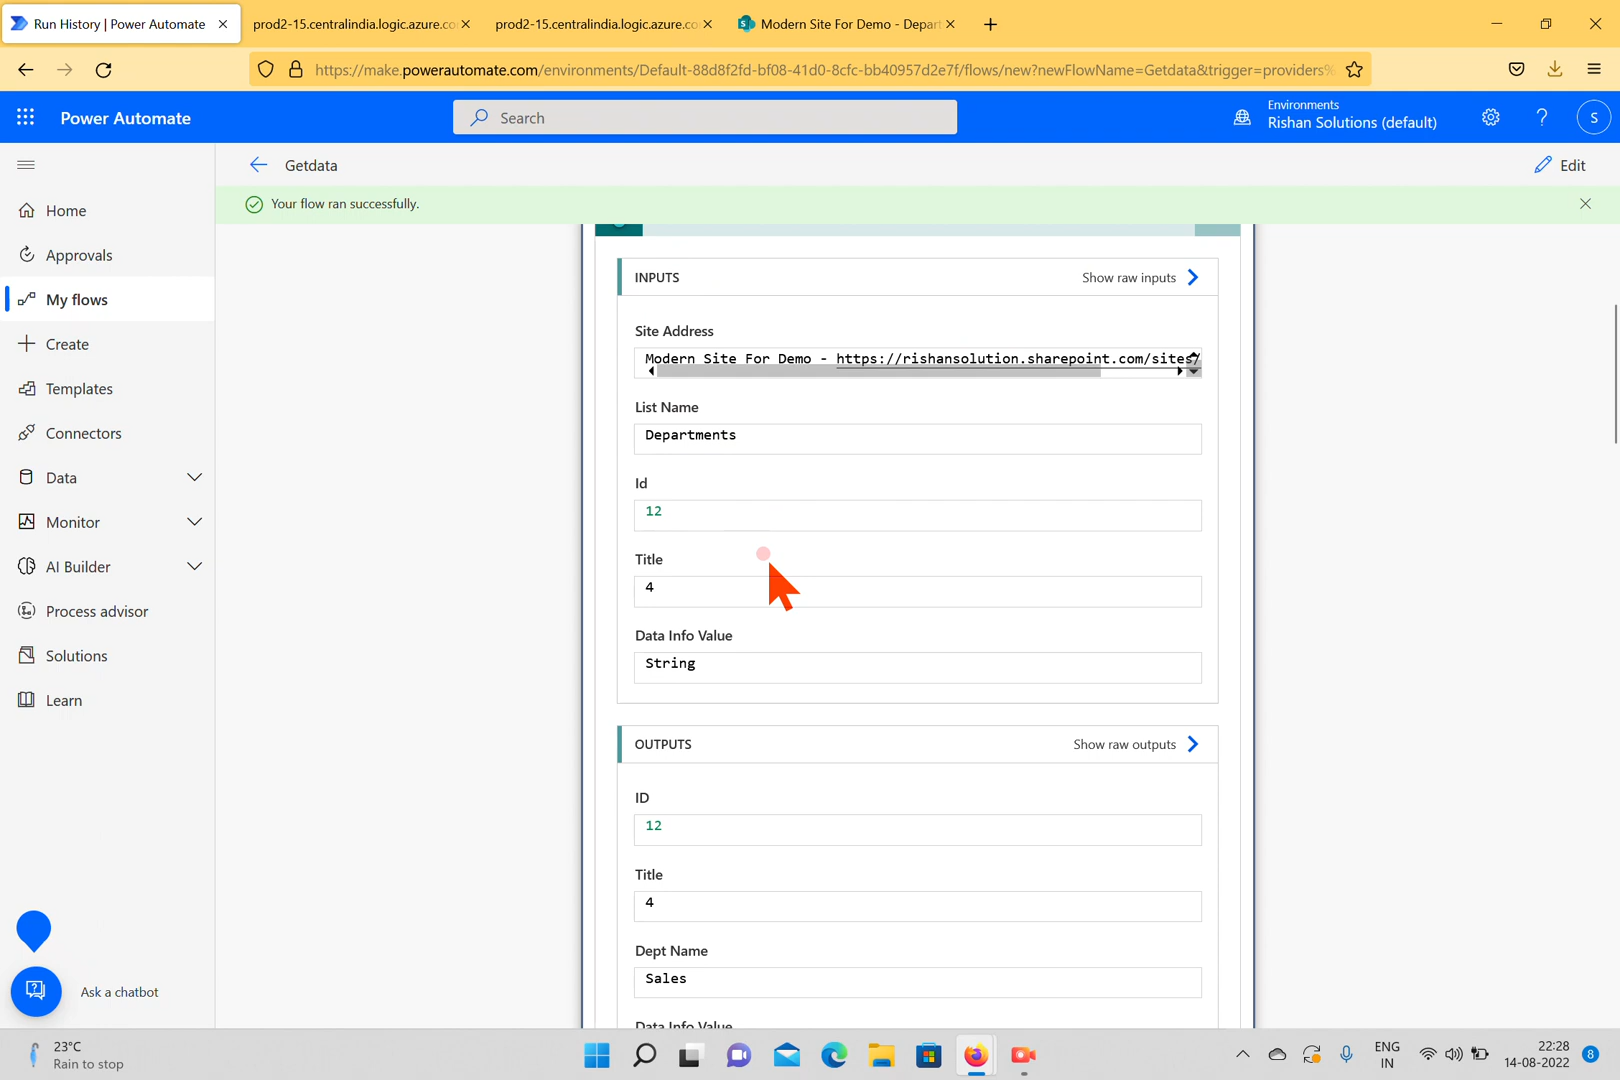 Run History | Power Automate
prod2-15.centralindia.logic.azure.co
prod2-15.centralindia.logic.azure.co
Modern Site For Demo - Depar
https://make.powerautomate.com/environments/Default-88d8f2fd-bf08-41d0-8cfc-bb40957d2e7f/flows/new?newFlowName=Getdata&trigger=providers%
Power Automate
Search
Environments
Rishan Solutions (default)
S
Getdata
Edit
Your flow ran successfully.
Home
Approvals
My flows
Create
Templates
Connectors
Data
Monitor
AI Builder
Process advisor
Solutions
Learn
Ask a chatbot
INPUTS
Show raw inputs
Site Address
Modern Site For Demo - https://rishansolution.sharepoint.com/sites/
List Name
Departments
Id
12
Title
4
Data Info Value
String
OUTPUTS
Show raw outputs
ID
12
Title
4
Dept Name
Sales
Data Info Value
23°C
Rain to stop
ENG
IN
22:28
14-08-2022
8